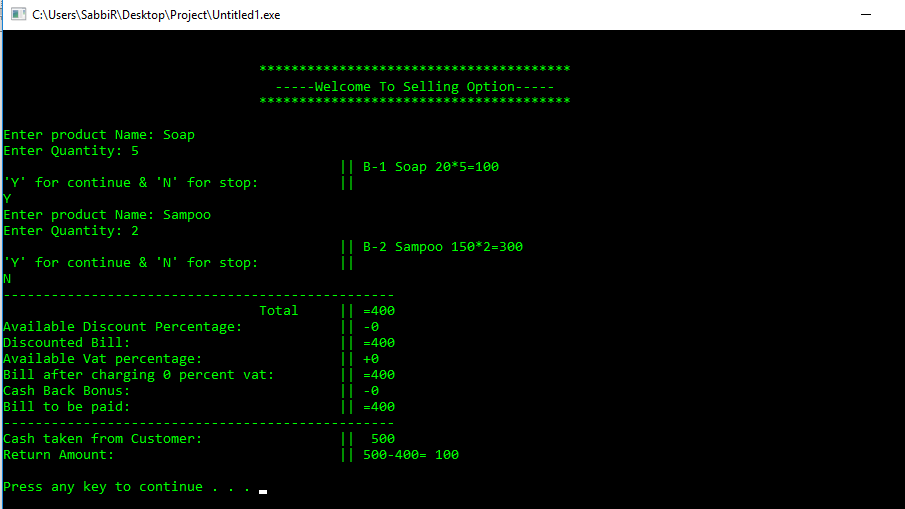 C:\Users\SabbiR\Desktop\Project\Untitled1.exe
***************************************
-----Welcome To Selling Option-----
***************************************
Enter product Name: Soap
Enter Quantity: 5
|| B-1 Soap 20*5=100
'Y' for continue & 'N' for stop: ||
Y
Enter product Name: Sampoo
Enter Quantity: 2
|| B-2 Sampoo 150*2=300
'Y' for continue & 'N' for stop: ||
N
-------------------------------------------------
Total || =400
Available Discount Percentage: || -0
Discounted Bill: || =400
Available Vat percentage: || +0
Bill after charging 0 percent vat: || =400
Cash Back Bonus: || -0
Bill to be paid: || =400
-------------------------------------------------
Cash taken from Customer: || 500
Return Amount: || 500-400= 100
Press any key to continue . . .